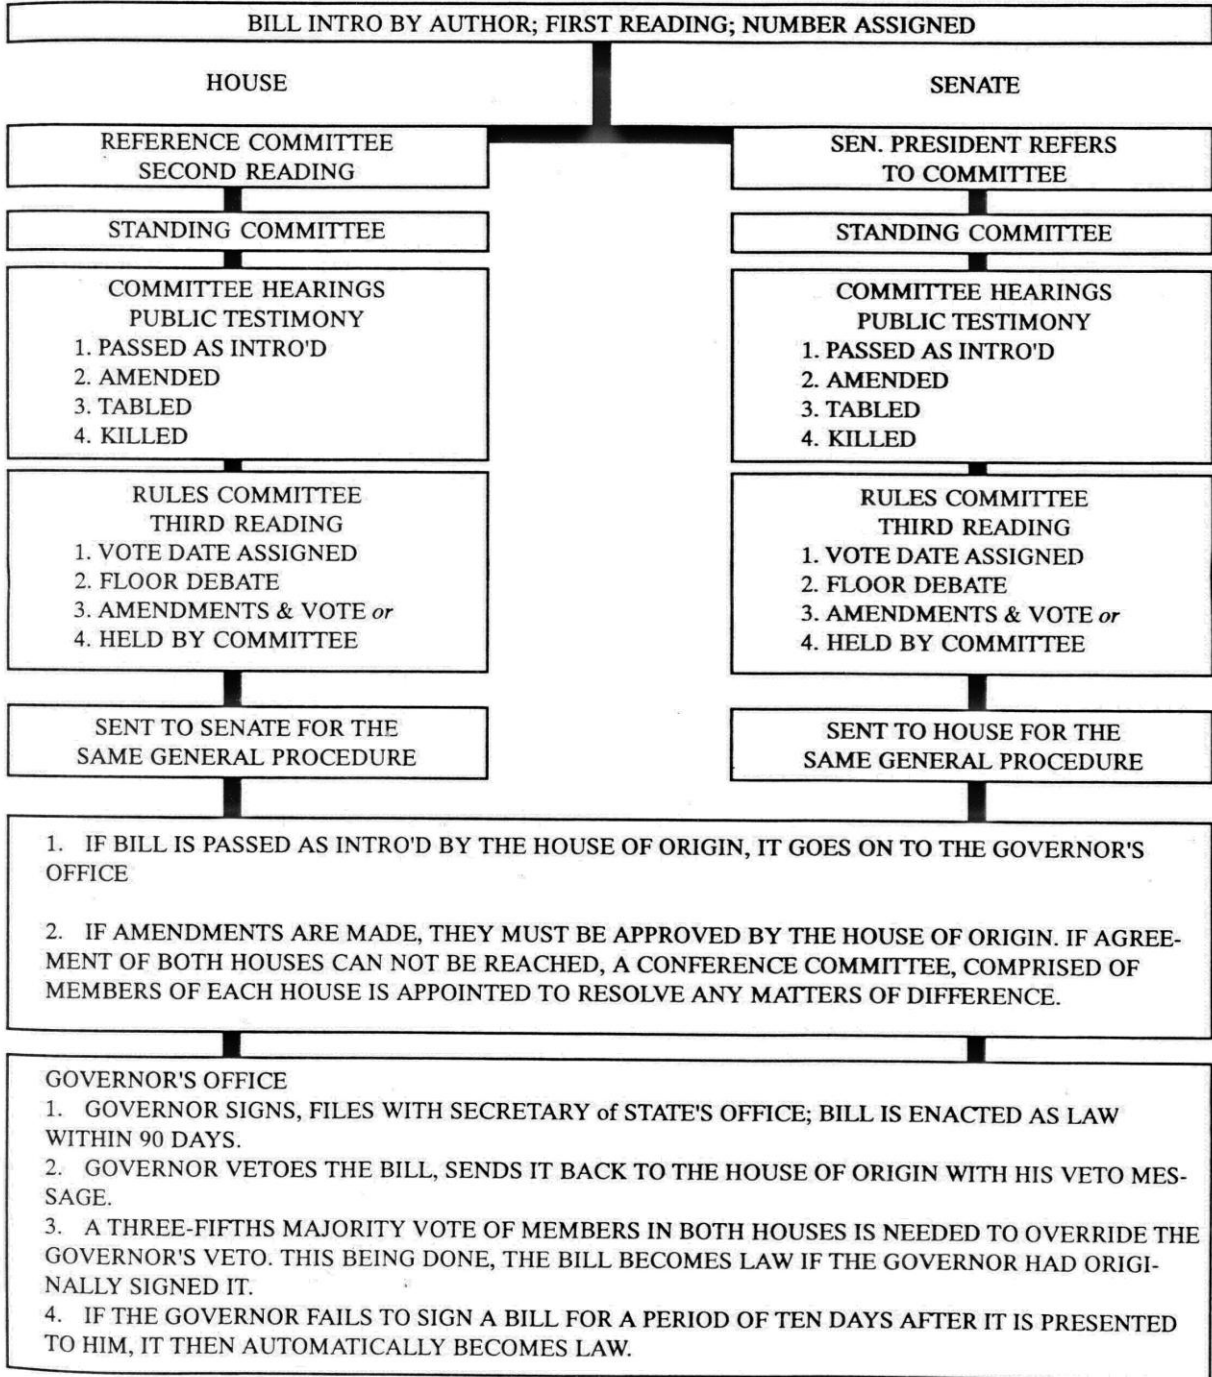 BILL INTRO BY AUTHOR; FIRST READING; NUMBER ASSIGNED
HOUSE
REFERENCE COMMITTEE
SECOND READING
STANDING COMMITTEE
COMMITTEE HEARINGS
PUBLIC TESTIMONY
1. PASSED AS INTRO'D
2. AMENDED
3. TABLED
4. KILLED
RULES COMMITTEE
THIRD READING
1. VOTE DATE ASSIGNED
2. FLOOR DEBATE
3. AMENDMENTS & VOTE or
4. HELD BY COMMITTEE
SENT TO SENATE FOR THE
SAME GENERAL PROCEDURE
SENATE
SEN. PRESIDENT REFERS
TO COMMITTEE
STANDING COMMITTEE
COMMITTEE HEARINGS
PUBLIC TESTIMONY
1. PASSED AS INTRO'D
2. AMENDED
3. TABLED
4. KILLED
RULES COMMITTEE
THIRD READING
1. VOTE DATE ASSIGNED
2. FLOOR DEBATE
3. AMENDMENTS & VOTE or
4. HELD BY COMMITTEE
SENT TO HOUSE FOR THE
SAME GENERAL PROCEDURE
1. IF BILL IS PASSED AS INTRO'D BY THE HOUSE OF ORIGIN, IT GOES ON TO THE GOVERNOR'S
OFFICE
2. IF AMENDMENTS ARE MADE, THEY MUST BE APPROVED BY THE HOUSE OF ORIGIN. IF AGREE-
MENT OF BOTH HOUSES CAN NOT BE REACHED, A CONFERENCE COMMITTEE, COMPRISED OF
MEMBERS OF EACH HOUSE IS APPOINTED TO RESOLVE ANY MATTERS OF DIFFERENCE.
GOVERNOR'S OFFICE
1. GOVERNOR SIGNS, FILES WITH SECRETARY of STATE'S OFFICE; BILL IS ENACTED AS LAW
WITHIN 90 DAYS.
2. GOVERNOR VETOES THE BILL, SENDS IT BACK TO THE HOUSE OF ORIGIN WITH HIS VETO MES-
SAGE.
3. A THREE-FIFTHS MAJORITY VOTE OF MEMBERS IN BOTH HOUSES IS NEEDED TO OVERRIDE THE
GOVERNOR'S VETO. THIS BEING DONE, THE BILL BECOMES LAW IF THE GOVERNOR HAD ORIGI-
NALLY SIGNED IT.
4. IF THE GOVERNOR FAILS TO SIGN A BILL FOR A PERIOD OF TEN DAYS AFTER IT IS PRESENTED
TO HIM, IT THEN AUTOMATICALLY BECOMES LAW.